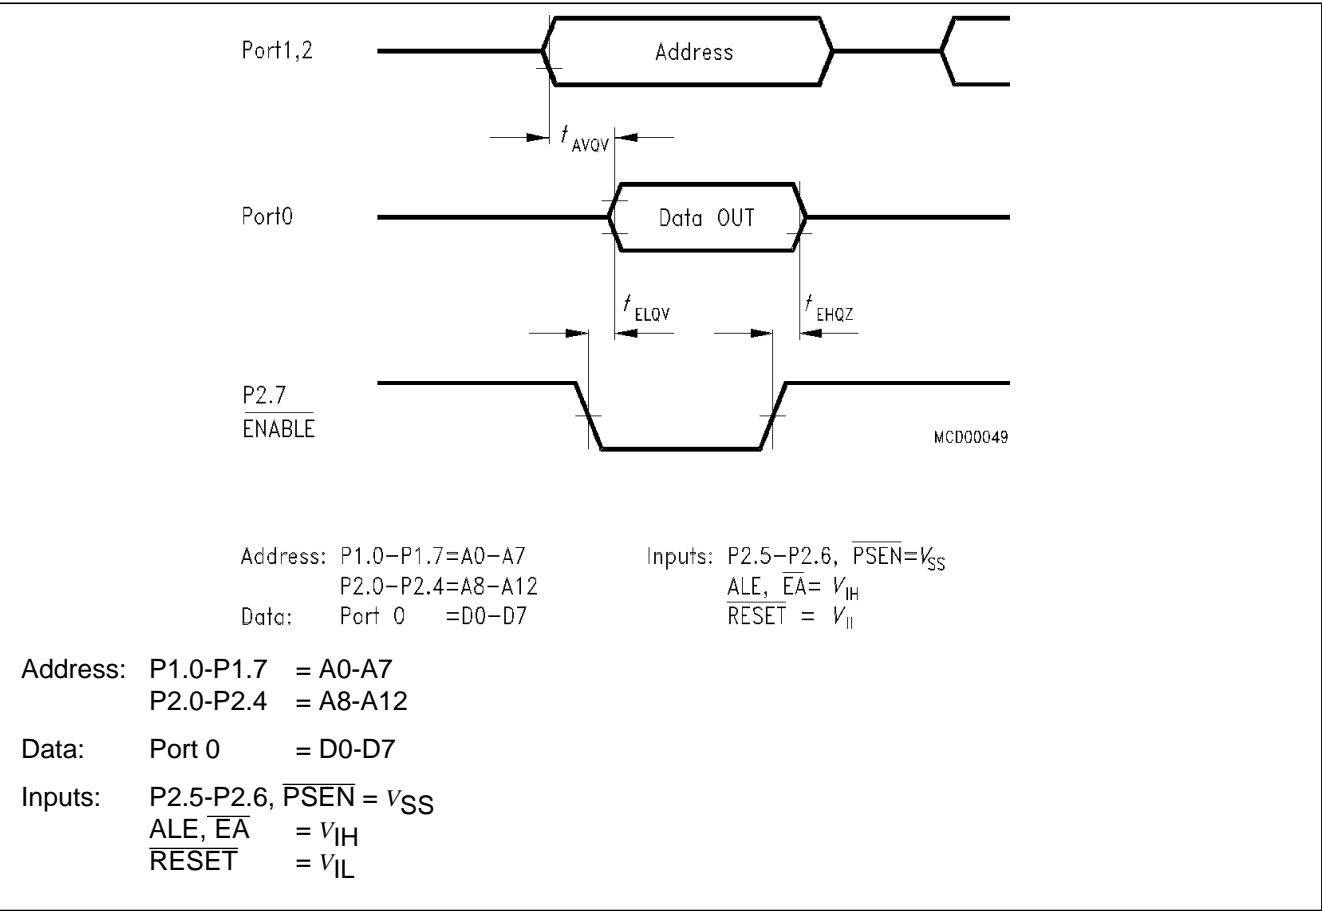 Port1,2
Address
t AVQV
Port0
Data OUT
t ELQV
t EHQZ
P2.7
ENABLE
MCD00049
Address: P1.0-P1.7=A0-A7
P2.0-P2.4=A8-A12
Data: Port 0 =D0-D7
Inputs: P2.5-P2.6, PSEN=VSS
ALE, EA= VIH
RESET = VIL
Address: P1.0-P1.7 = A0-A7
P2.0-P2.4 = A8-A12
Data: Port 0 = D0-D7
Inputs: P2.5-P2.6, PSEN = VSS
ALE, EA = VIH
RESET = VIL